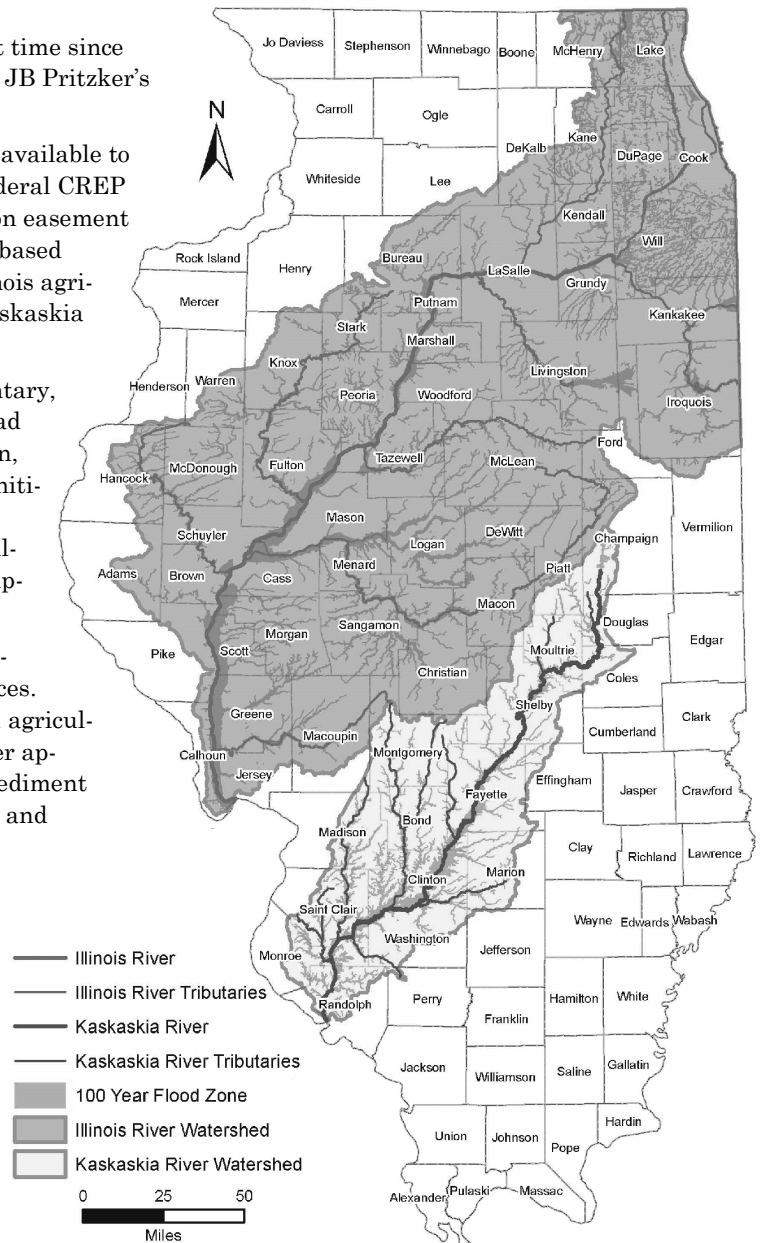 t time since
JB Pritzker's
available to
deral CREP
on easement
based
nois agri-
skaskia
ntary,
ad
n,
niti-
il-
p-
-
ces.
agricul-
er ap-
ediment
and
N
Jo Daviess
Stephenson
Winnebago
Boone
McHenry
Lake
Carroll
Ogle
Kane
DeKalb
DuPage
Cook
Whiteside
Lee
Kendall
Will
Rock Island
Henry
Bureau
LaSalle
Grundy
Mercer
Putnam
Kankakee
Stark
Marshall
Knox
Livingston
Henderson
Warren
Peoria
Woodford
Iroquois
Ford
Hancock
McDonough
Fulton
Tazewell
McLean
Mason
Schuyler
Logan
DeWitt
Champaign
Vermilion
Adams
Brown
Cass
Menard
Piatt
Macon
Douglas
Pike
Scott
Morgan
Sangamon
Moultrie
Edgar
Christian
Coles
Greene
Shelby
Macoupin
Cumberland
Clark
Calhoun
Jersey
Montgomery
Effingham
Fayette
Jasper
Crawford
Madison
Bond
Clay
Richland
Lawrence
Clinton
Marion
Saint Clair
Wayne
Edwards
Wabash
Washington
Monroe
Jefferson
Randolph
Perry
Hamilton
White
Franklin
Jackson
Williamson
Saline
Gallatin
Union
Johnson
Pope
Hardin
Alexander
Pulaski
Massac
Illinois River
Illinois River Tributaries
Kaskaskia River
Kaskaskia River Tributaries
100 Year Flood Zone
Illinois River Watershed
Kaskaskia River Watershed
0 25 50
Miles